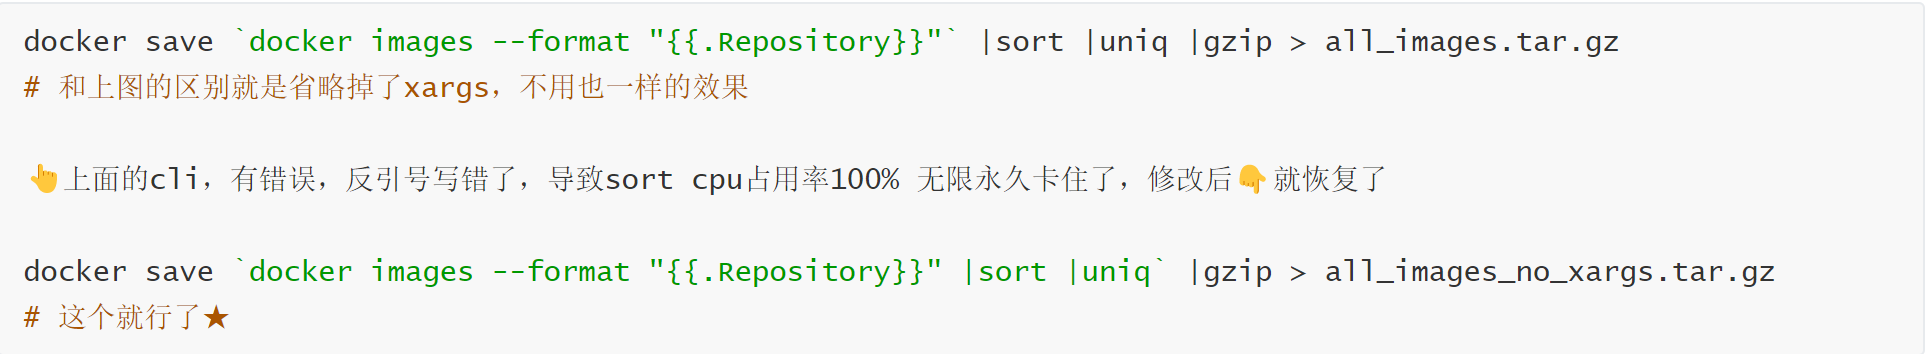 docker save `docker images --format "{{.Repository}}"` |sort |uniq |gzip > all_images.tar.gz
# 和上图的区别就是省略掉了xargs，不用也一样的效果
👆上面的cli，有错误，反引号写错了，导致sort cpu占用率100% 无限永久卡住了，修改后👇就恢复了
docker save `docker images --format "{{.Repository}}" |sort |uniq` |gzip > all_images_no_xargs.tar.gz
# 这个就行了★